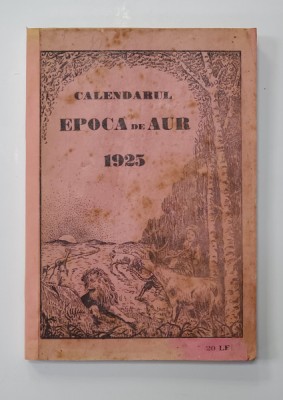 CALENDARUL
EPOCA DE AUR
1925
20 LEI